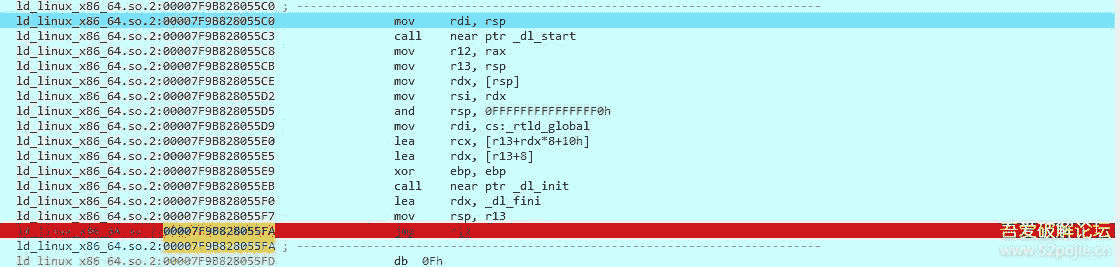 ld_linux_x86_64.so.2:00007F9B828055C0 ; ---------------------------------------------------------------------------
ld_linux_x86_64.so.2:00007F9B828055C0 mov rdi, rsp
ld_linux_x86_64.so.2:00007F9B828055C3 call near ptr _dl_start
ld_linux_x86_64.so.2:00007F9B828055C8 mov r12, rax
ld_linux_x86_64.so.2:00007F9B828055CB mov r13, rsp
ld_linux_x86_64.so.2:00007F9B828055CE mov rdx, [rsp]
ld_linux_x86_64.so.2:00007F9B828055D2 mov rsi, rdx
ld_linux_x86_64.so.2:00007F9B828055D5 and rsp, 0FFFFFFFFFFFFFFF0h
ld_linux_x86_64.so.2:00007F9B828055D9 mov rdi, cs:_rtld_global
ld_linux_x86_64.so.2:00007F9B828055E0 lea rcx, [r13+rdx*8+10h]
ld_linux_x86_64.so.2:00007F9B828055E5 lea rdx, [r13+8]
ld_linux_x86_64.so.2:00007F9B828055E9 xor ebp, ebp
ld_linux_x86_64.so.2:00007F9B828055EB call near ptr _dl_init
ld_linux_x86_64.so.2:00007F9B828055F0 lea rdx, _dl_fini
ld_linux_x86_64.so.2:00007F9B828055F7 mov rsp, r13
00007F9B828055FA
ld_linux_x86_64.so.2:00007F9B828055FA ; ---------------------------------------------------------------------------
ld_linux_x86_64.so.2:00007F9B828055FD db 0Fh
吾爱破解论坛
www.52pojie.cn